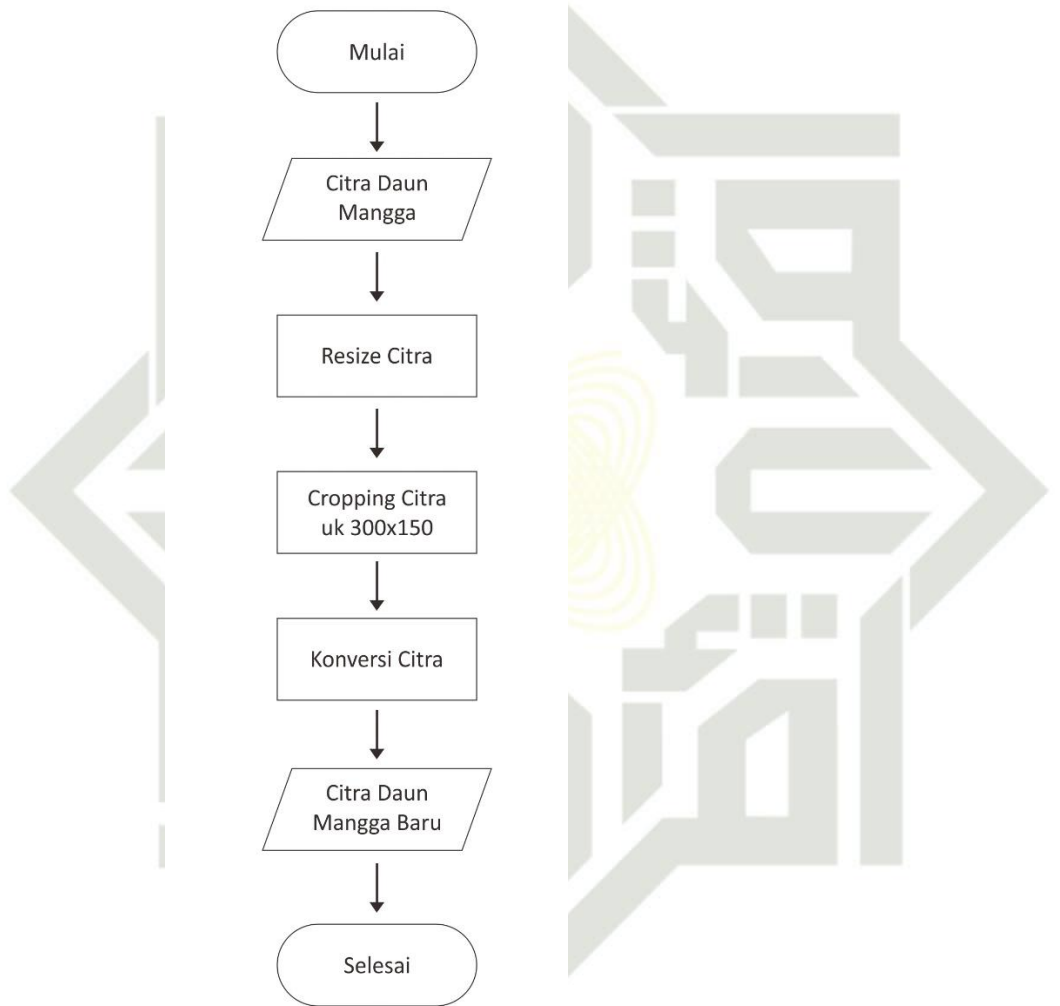 Mulai
Citra Daun
Mangga
Resize Citra
Cropping Citra
uk 300x150
Konversi Citra
Citra Daun
Mangga Baru
Selesai